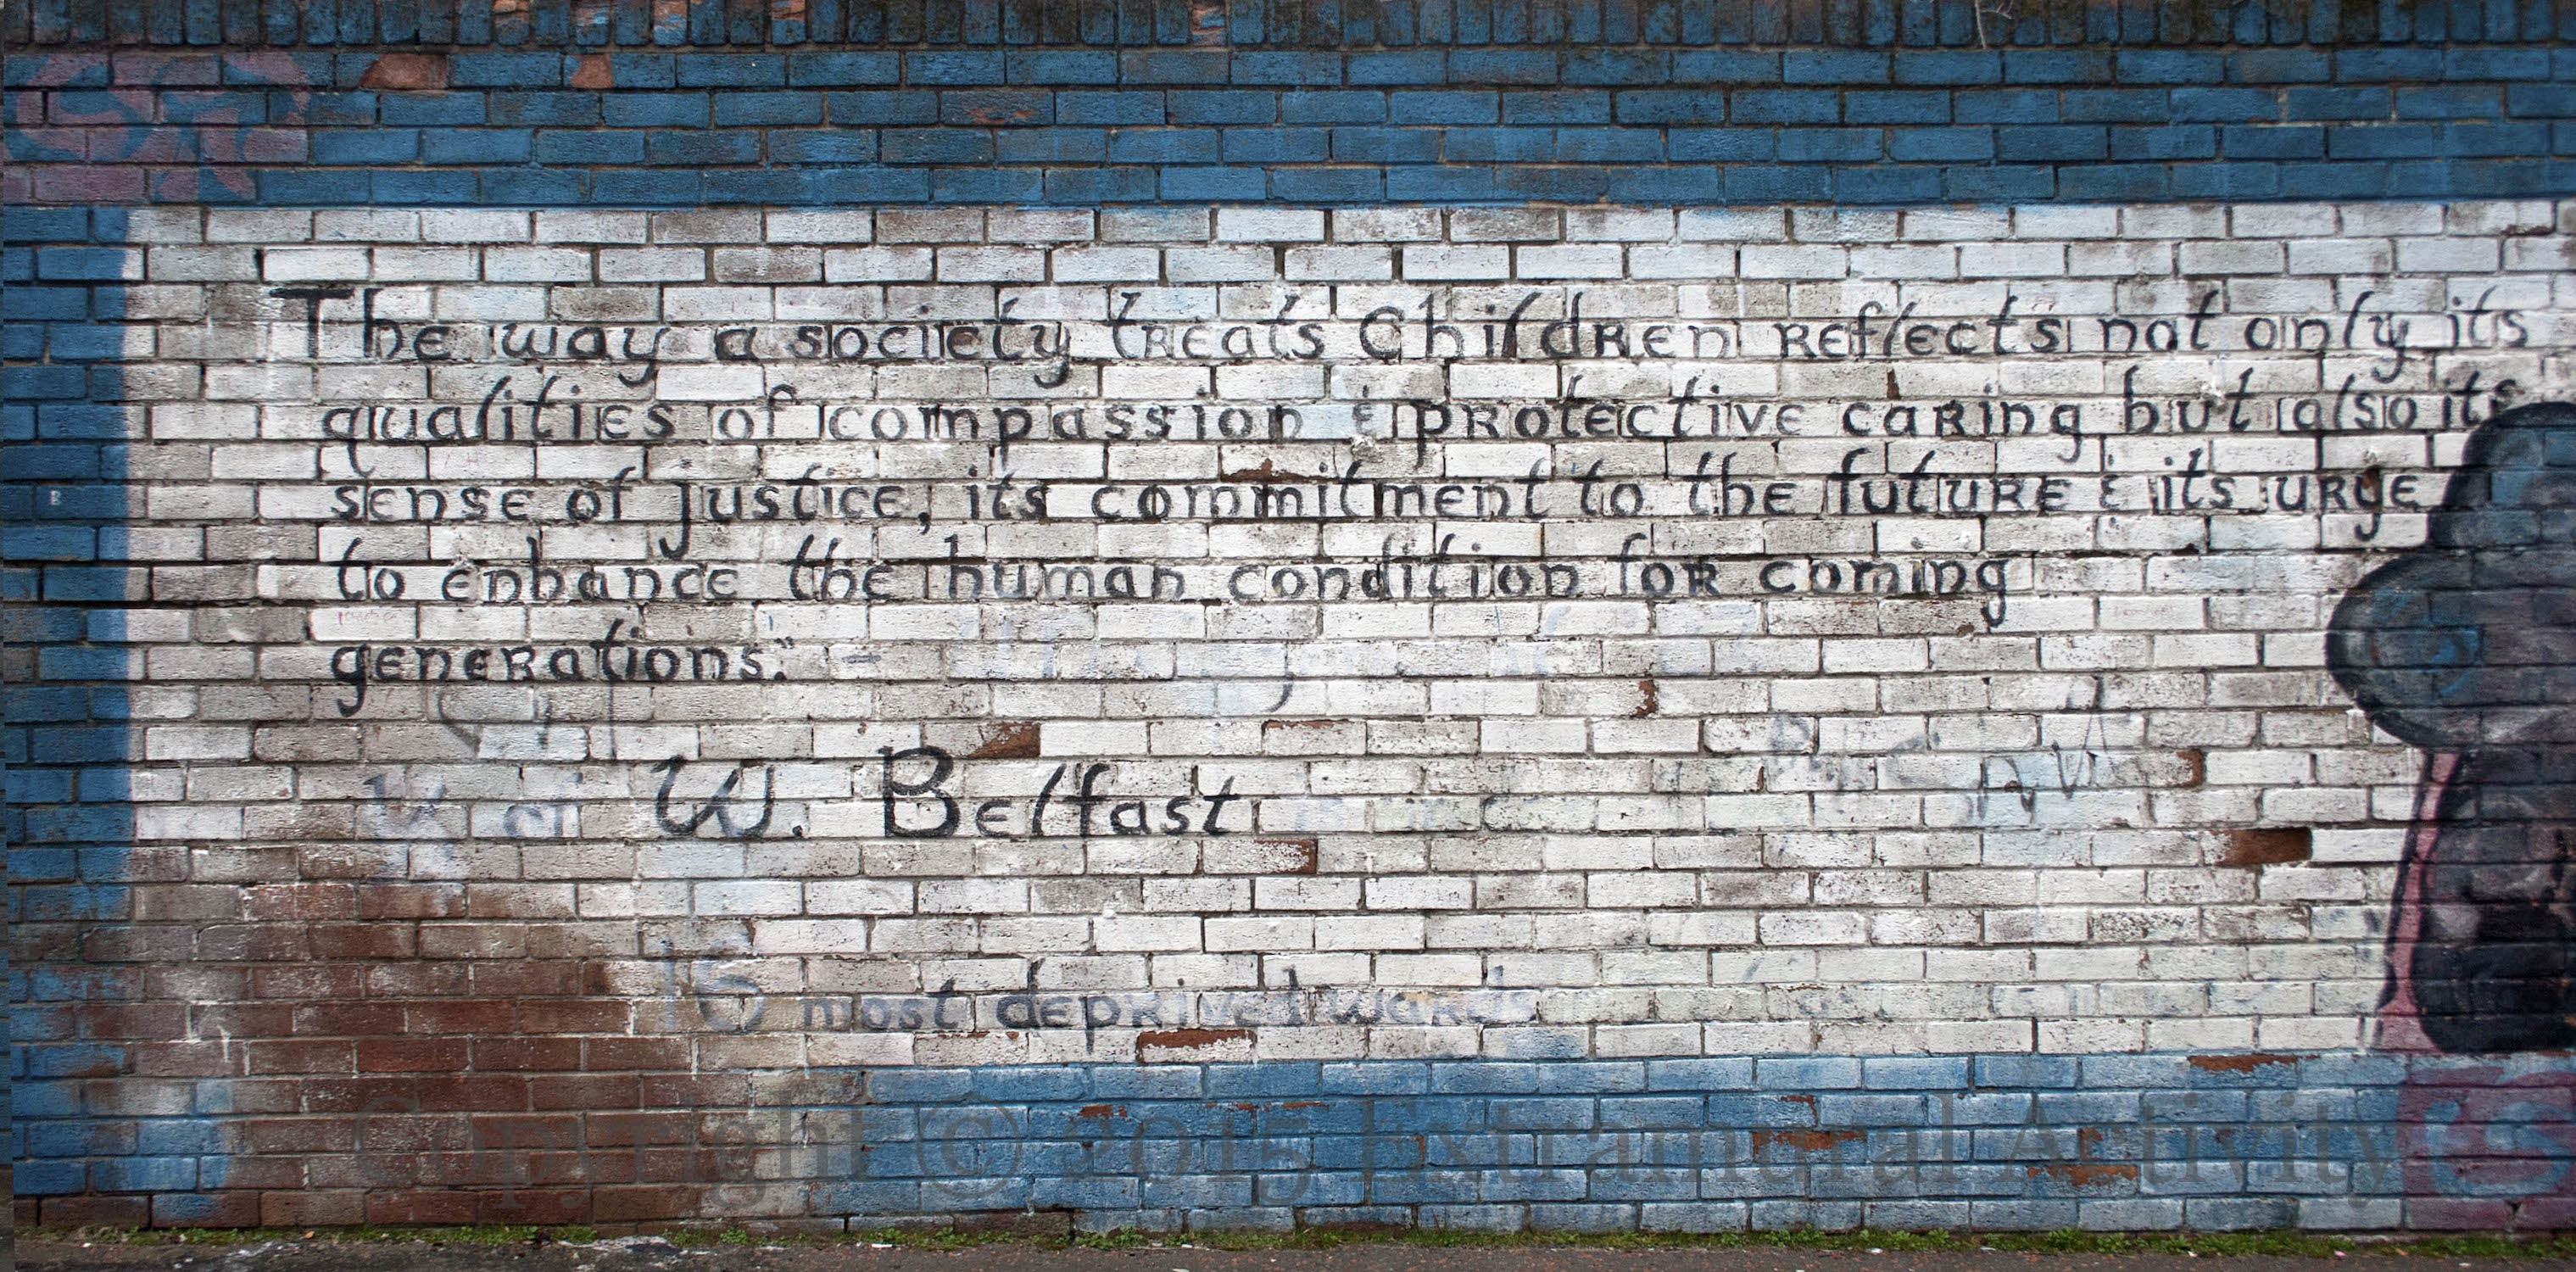 The way a society treats Children reflects not only its
qualities of compassion & protective caring but also its
sense of justice, its commitment to the future & its urge
to enhance the human condition for coming
generations."
W. Belfast
16 most deprived wards
Copyright © 2015 Extramural Activity